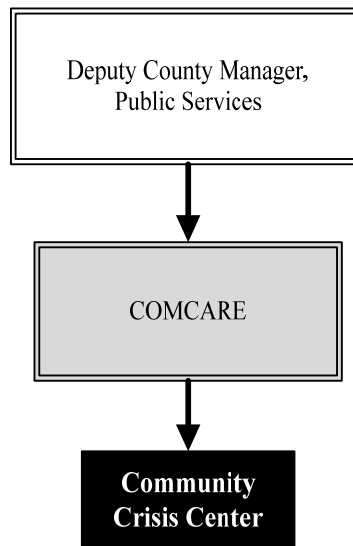 Deputy County Manager,
Public Services
COMCARE
Community
Crisis Center